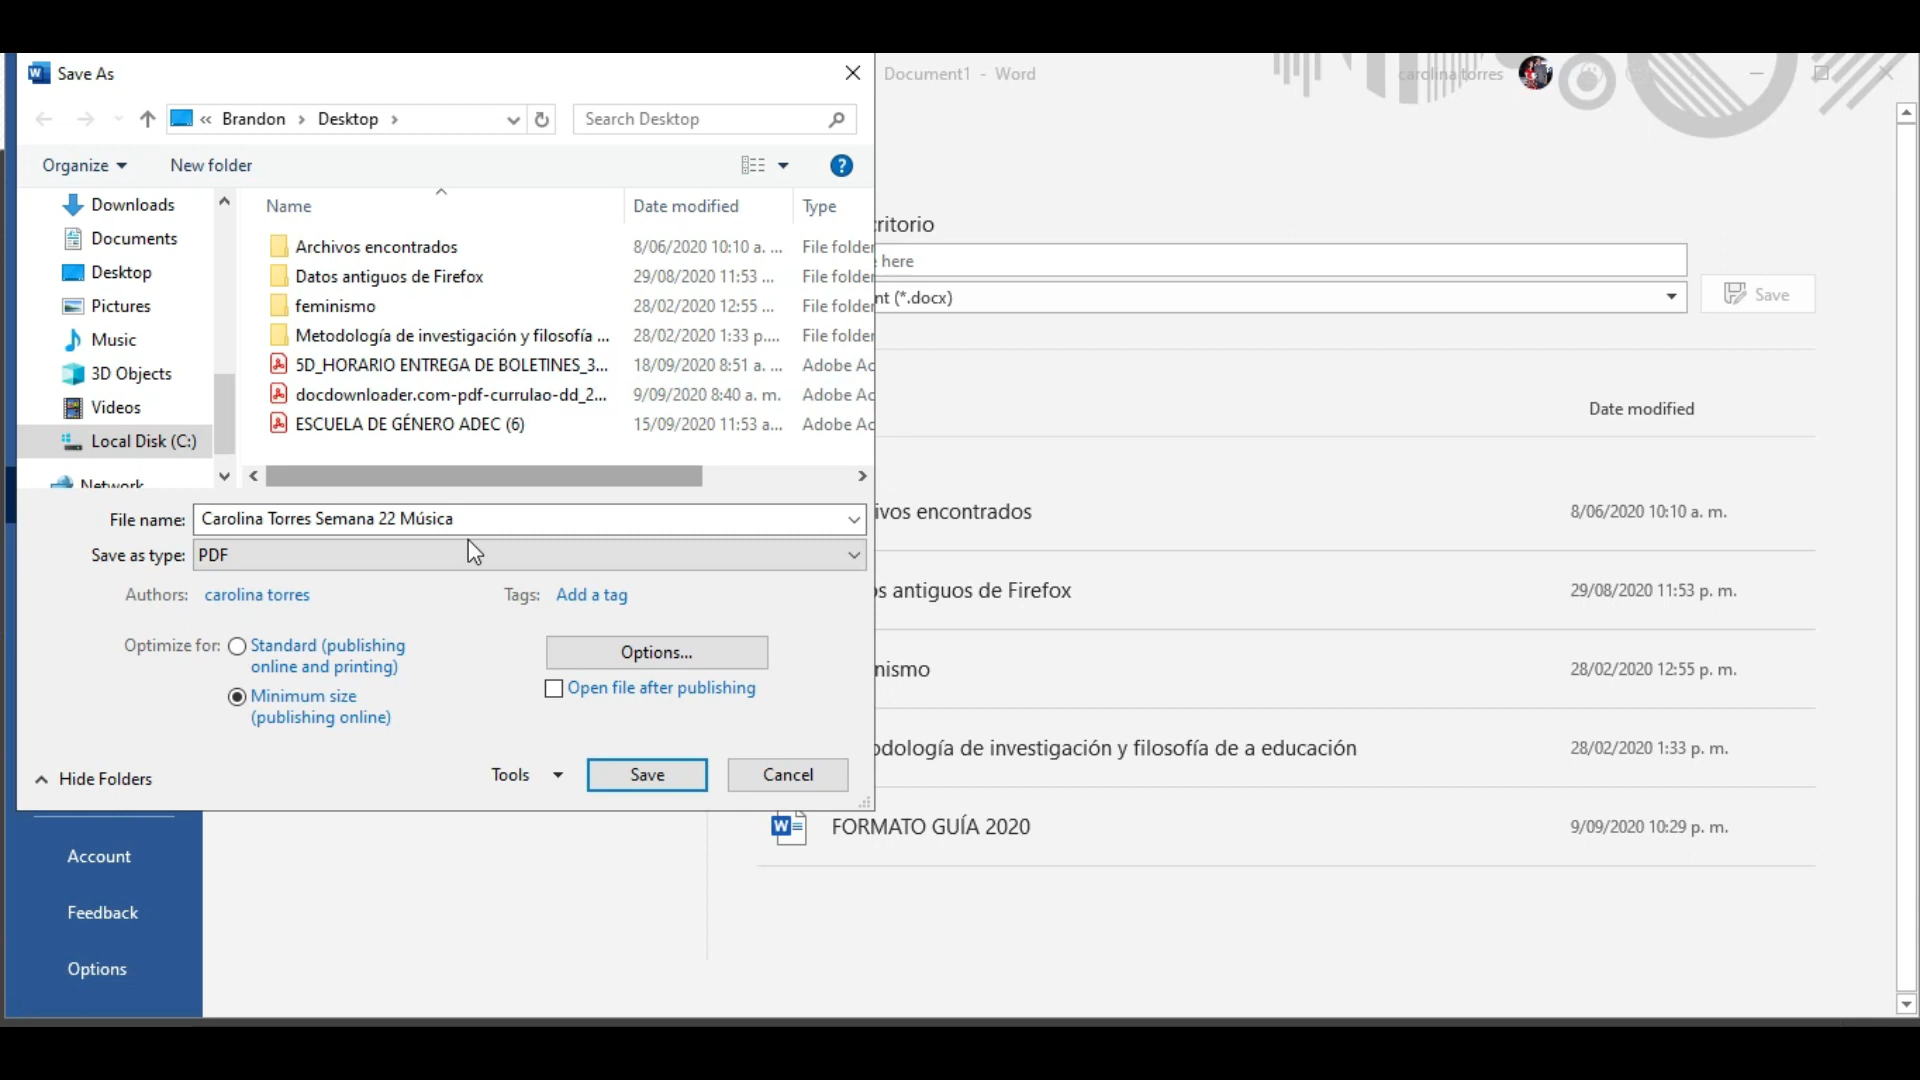 Save As
Document1 - Word
carolina torres
« Brandon > Desktop >
Search Desktop
Organize
New folder
?
Downloads
Documents
Desktop
Pictures
Music
3D Objects
Videos
Local Disk (C:)
Network
Name
Date modified
Type
Archivos encontrados
8/06/2020 10:10 a. ...
File folder
Datos antiguos de Firefox
29/08/2020 11:53 ...
File folder
feminismo
28/02/2020 12:55 ...
File folder
Metodología de investigación y filosofía ...
28/02/2020 1:33 p....
File folder
5D_HORARIO ENTREGA DE BOLETINES_3...
18/09/2020 8:51 a. ...
Adobe Ac
docdownloader.com-pdf-currulao-dd_2...
9/09/2020 8:40 a. m.
Adobe Ac
ESCUELA DE GÉNERO ADEC (6)
15/09/2020 11:53 a...
Adobe Ac
File name: Carolina Torres Semana 22 Música
Save as type: PDF
Authors: carolina torres
Tags: Add a tag
Optimize for:
Standard (publishing
online and printing)
Minimum size
(publishing online)
Options...
Open file after publishing
Hide Folders
Tools
Save
Cancel
critorio
here
nt (*.docx)
Save
Date modified
ivos encontrados
8/06/2020 10:10 a. m.
os antiguos de Firefox
29/08/2020 11:53 p. m.
nismo
28/02/2020 12:55 p. m.
odología de investigación y filosofía de a educación
28/02/2020 1:33 p. m.
FORMATO GUÍA 2020
9/09/2020 10:29 p. m.
Account
Feedback
Options